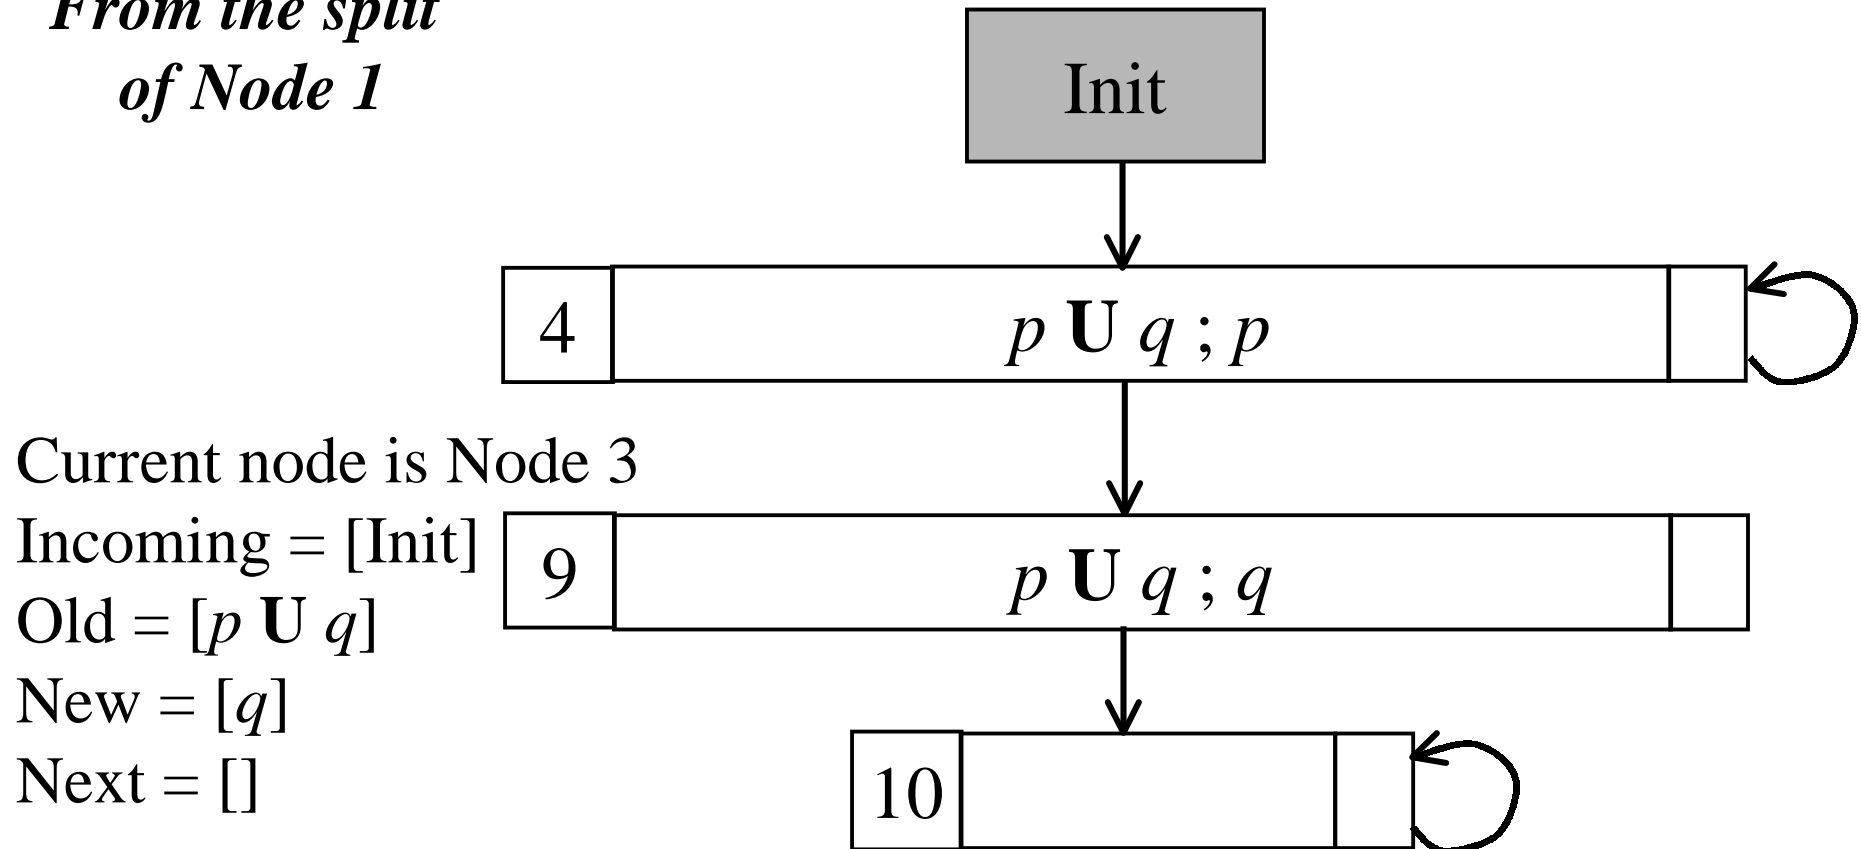 From the split
of Node 1
Init
4
p U q ; p
Current node is Node 3
Incoming = [Init]
Old = [p U q]
New = [q]
Next = []
9
p U q ; q
10